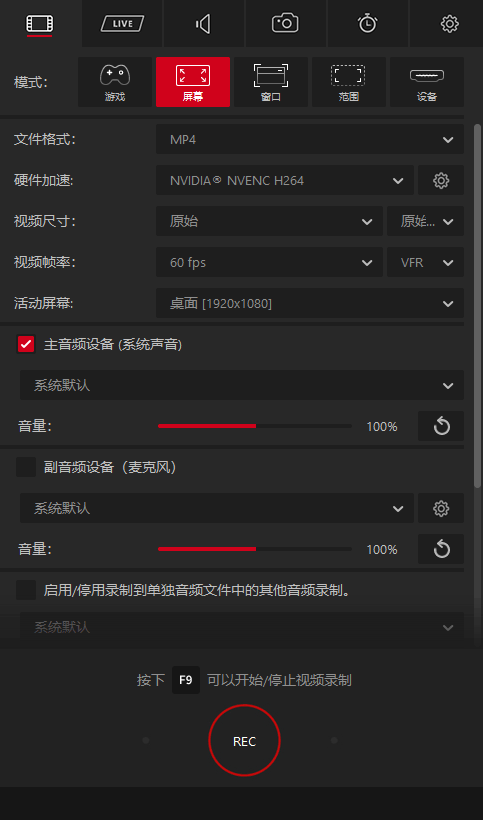 LIVE
模式：
游戏 屏幕 窗口 范围 设备
文件格式： MP4
硬件加速: NVIDIA® NVENC H264
视频尺寸： 原始 原始...
视频帧率： 60 fps VFR
活动屏幕: 桌面 [1920x1080]
主音频设备 (系统声音)
系统默认
音量： 100%
副音频设备（麦克风）
系统默认
音量： 100%
启用/停用录制到单独音频文件中的其他音频录制。
系统默认
按下 F9 可以开始/停止视频录制
REC